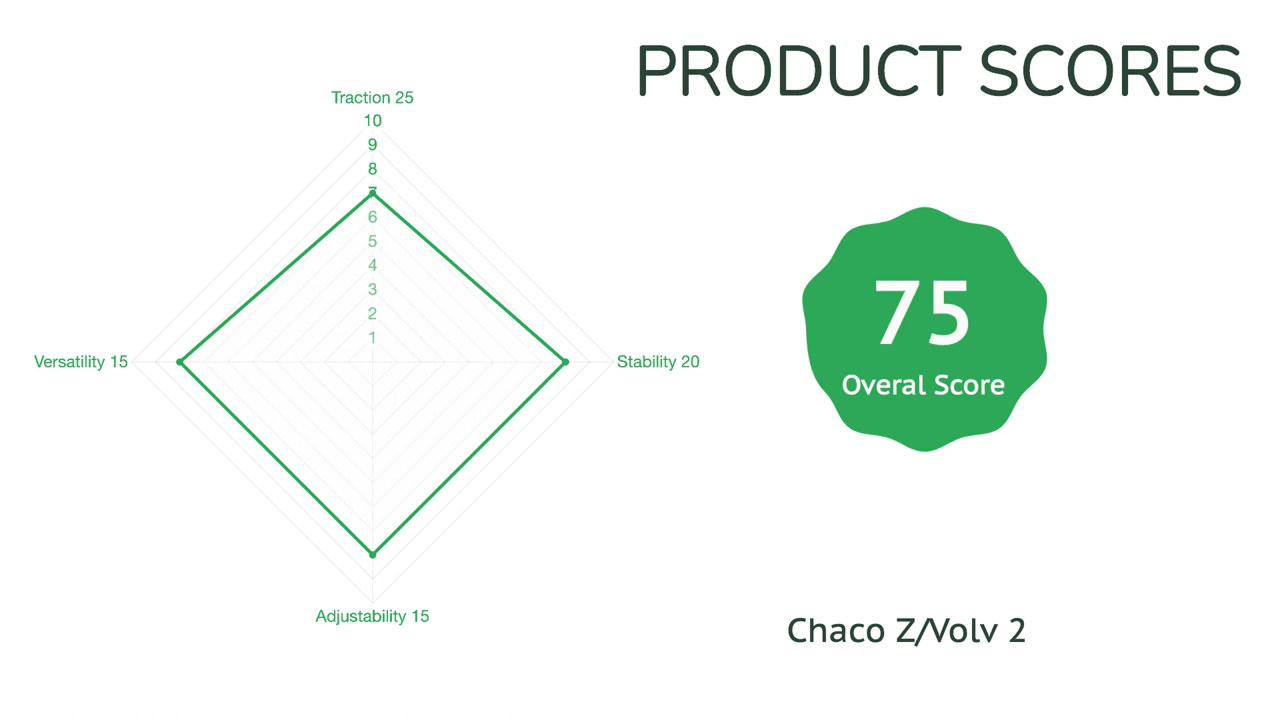 PRODUCT SCORES
Traction 25
10
9
8
7
6
5
4
3
2
1
Versatility 15
Stability 20
Adjustability 15
75
Overal Score
Chaco Z/Volv 2